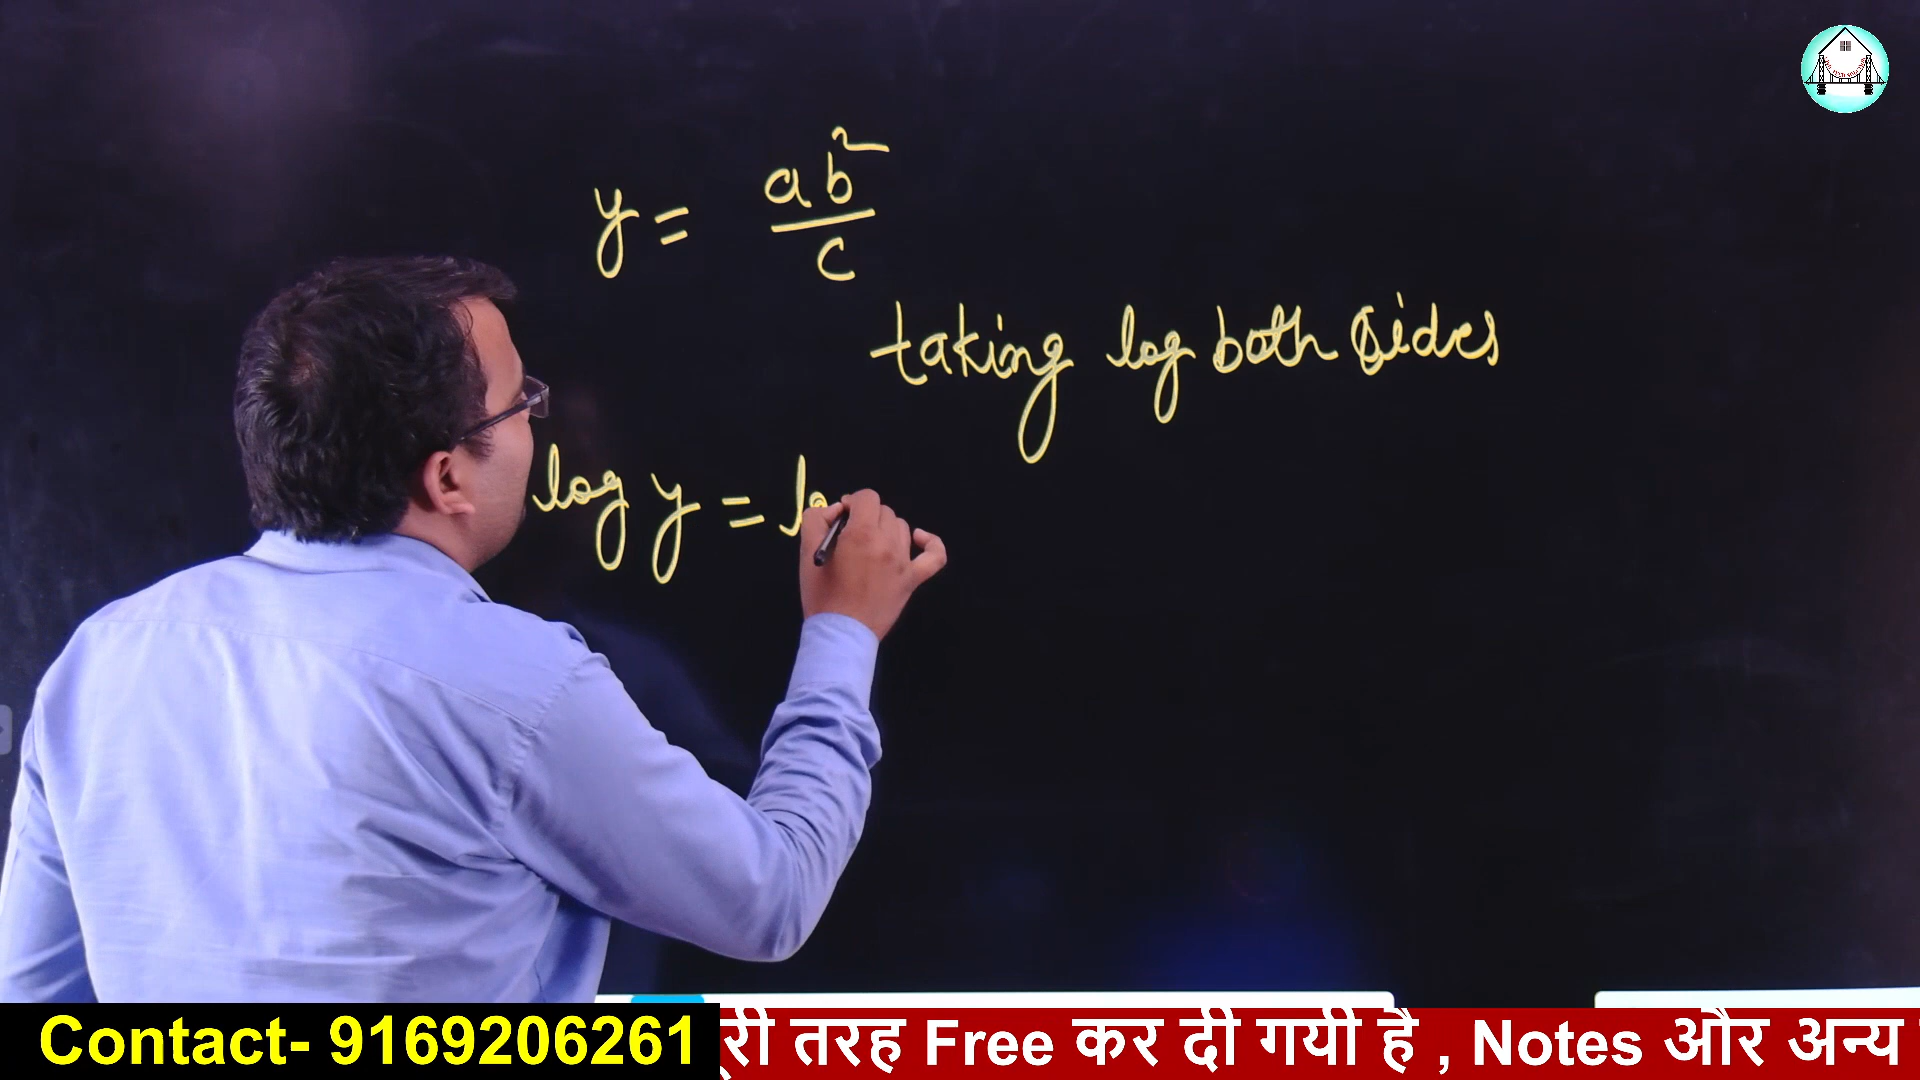 y = ab²/c
taking log both sides
log y = lo
Contact- 9169206261
री तरह Free कर दी गयी है , Notes और अन्य